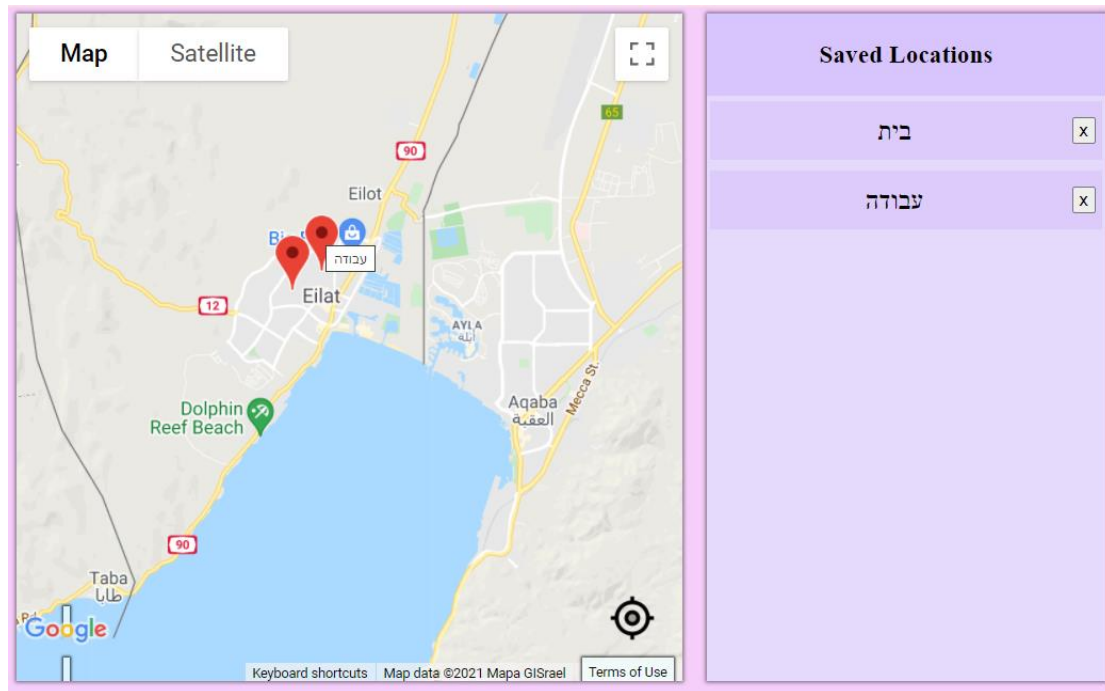 Map Satellite
65
90
Eilot
עבודה
12
Eilat
AYLA
أيلة
Mecca St.
Aqaba
العقبة
Dolphin
Reef Beach
90
Taba
طابا
Google
Keyboard shortcuts Map data ©2021 Mapa GISrael Terms of Use
Saved Locations
בית x
עבודה x